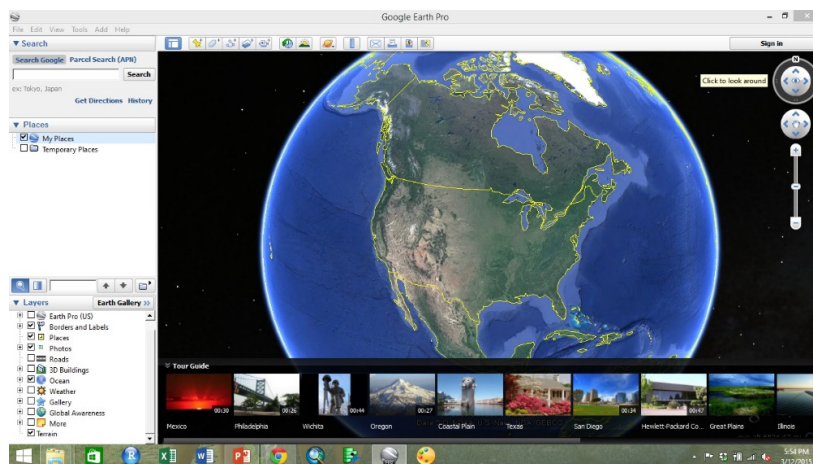 Google Earth Pro
File Edit View Tools Add Help
Search
Search Google Parcel Search (APN)
Search
ex: Tokyo, Japan
Get Directions History
Places
My Places
Temporary Places
Layers
Earth Gallery >>
Earth Pro (US)
Borders and Labels
Places
Photos
Roads
3D Buildings
Ocean
Weather
Gallery
Global Awareness
More
Terrain
Sign in
N
Click to look around
Tour Guide
00:30
00:26
00:44
00:27
00:34
00:47
Mexico
Philadelphia
Wichita
Oregon
Coastal Plain
Texas
San Diego
Hewlett-Packard Co...
Great Plains
Illinois
5:54 PM
3/12/2015